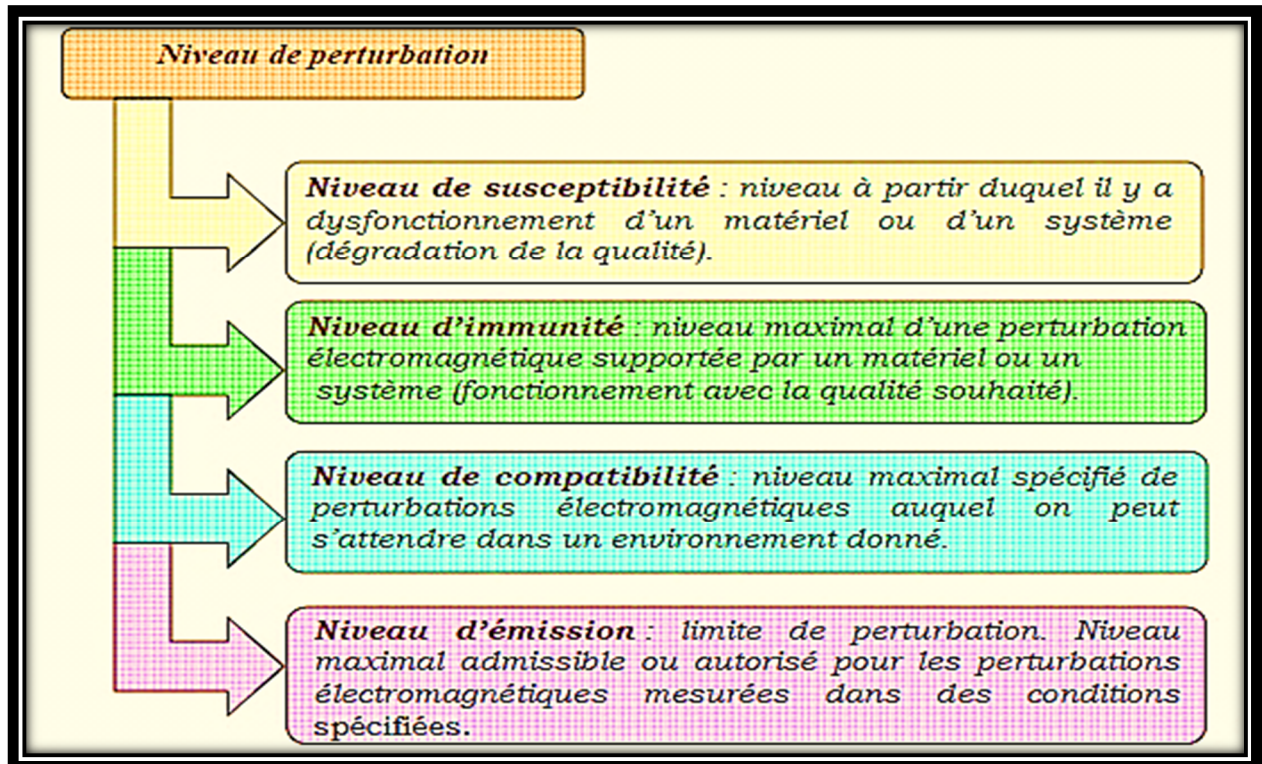 Niveau de perturbation
Niveau de susceptibilité : niveau à partir duquel il y a
dysfonctionnement d'un matériel ou d'un système
(dégradation de la qualité).
Niveau d'immunité : niveau maximal d'une perturbation
électromagnétique supportée par un matériel ou un
système (fonctionnement avec la qualité souhaité).
Niveau de compatibilité : niveau maximal spécifié de
perturbations électromagnétiques auquel on peut
s'attendre dans un environnement donné.
Niveau d'émission : limite de perturbation. Niveau
maximal admissible ou autorisé pour les perturbations
électromagnétiques mesurées dans des conditions
spécifiées.